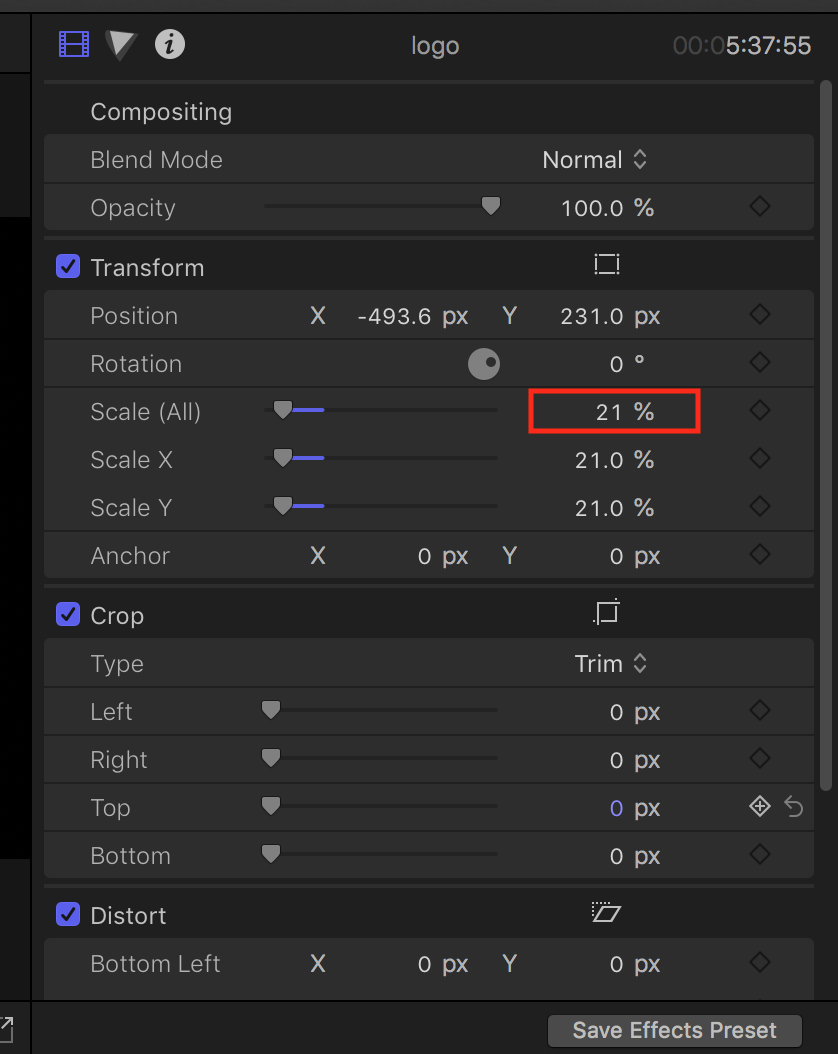 logo 00:05:37:55
Compositing
Blend Mode Normal
Opacity 100.0 %
Transform
Position X -493.6 px Y 231.0 px
Rotation 0 °
Scale (All) 21 %
Scale X 21.0 %
Scale Y 21.0 %
Anchor X 0 px Y 0 px
Crop
Type Trim
Left 0 px
Right 0 px
Top 0 px
Bottom 0 px
Distort
Bottom Left X 0 px Y 0 px
Save Effects Preset